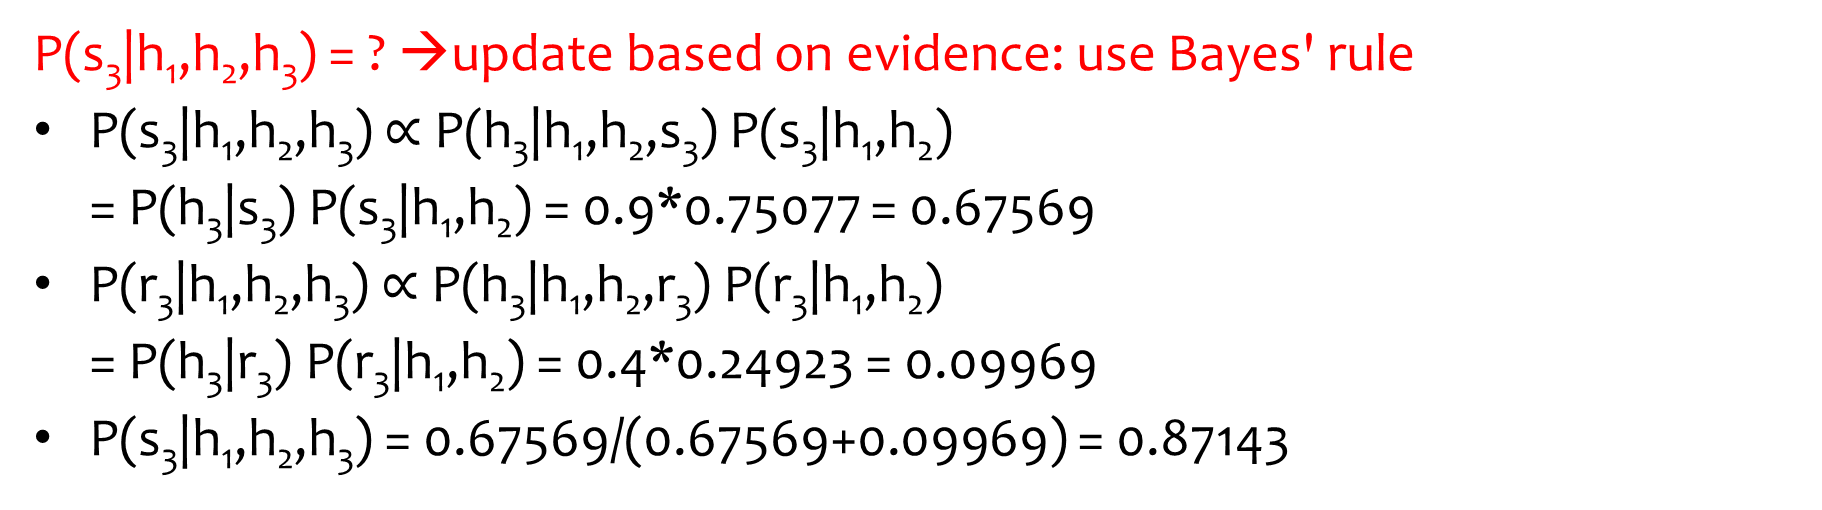 P(s₃|h₁,h₂,h₃) = ? →update based on evidence: use Bayes' rule
• P(s₃|h₁,h₂,h₃) ∝ P(h₃|h₁,h₂,s₃) P(s₃|h₁,h₂)
= P(h₃|s₃) P(s₃|h₁,h₂) = 0.9*0.75077 = 0.67569
• P(r₃|h₁,h₂,h₃) ∝ P(h₃|h₁,h₂,r₃) P(r₃|h₁,h₂)
= P(h₃|r₃) P(r₃|h₁,h₂) = 0.4*0.24923 = 0.09969
• P(s₃|h₁,h₂,h₃) = 0.67569/(0.67569+0.09969) = 0.87143